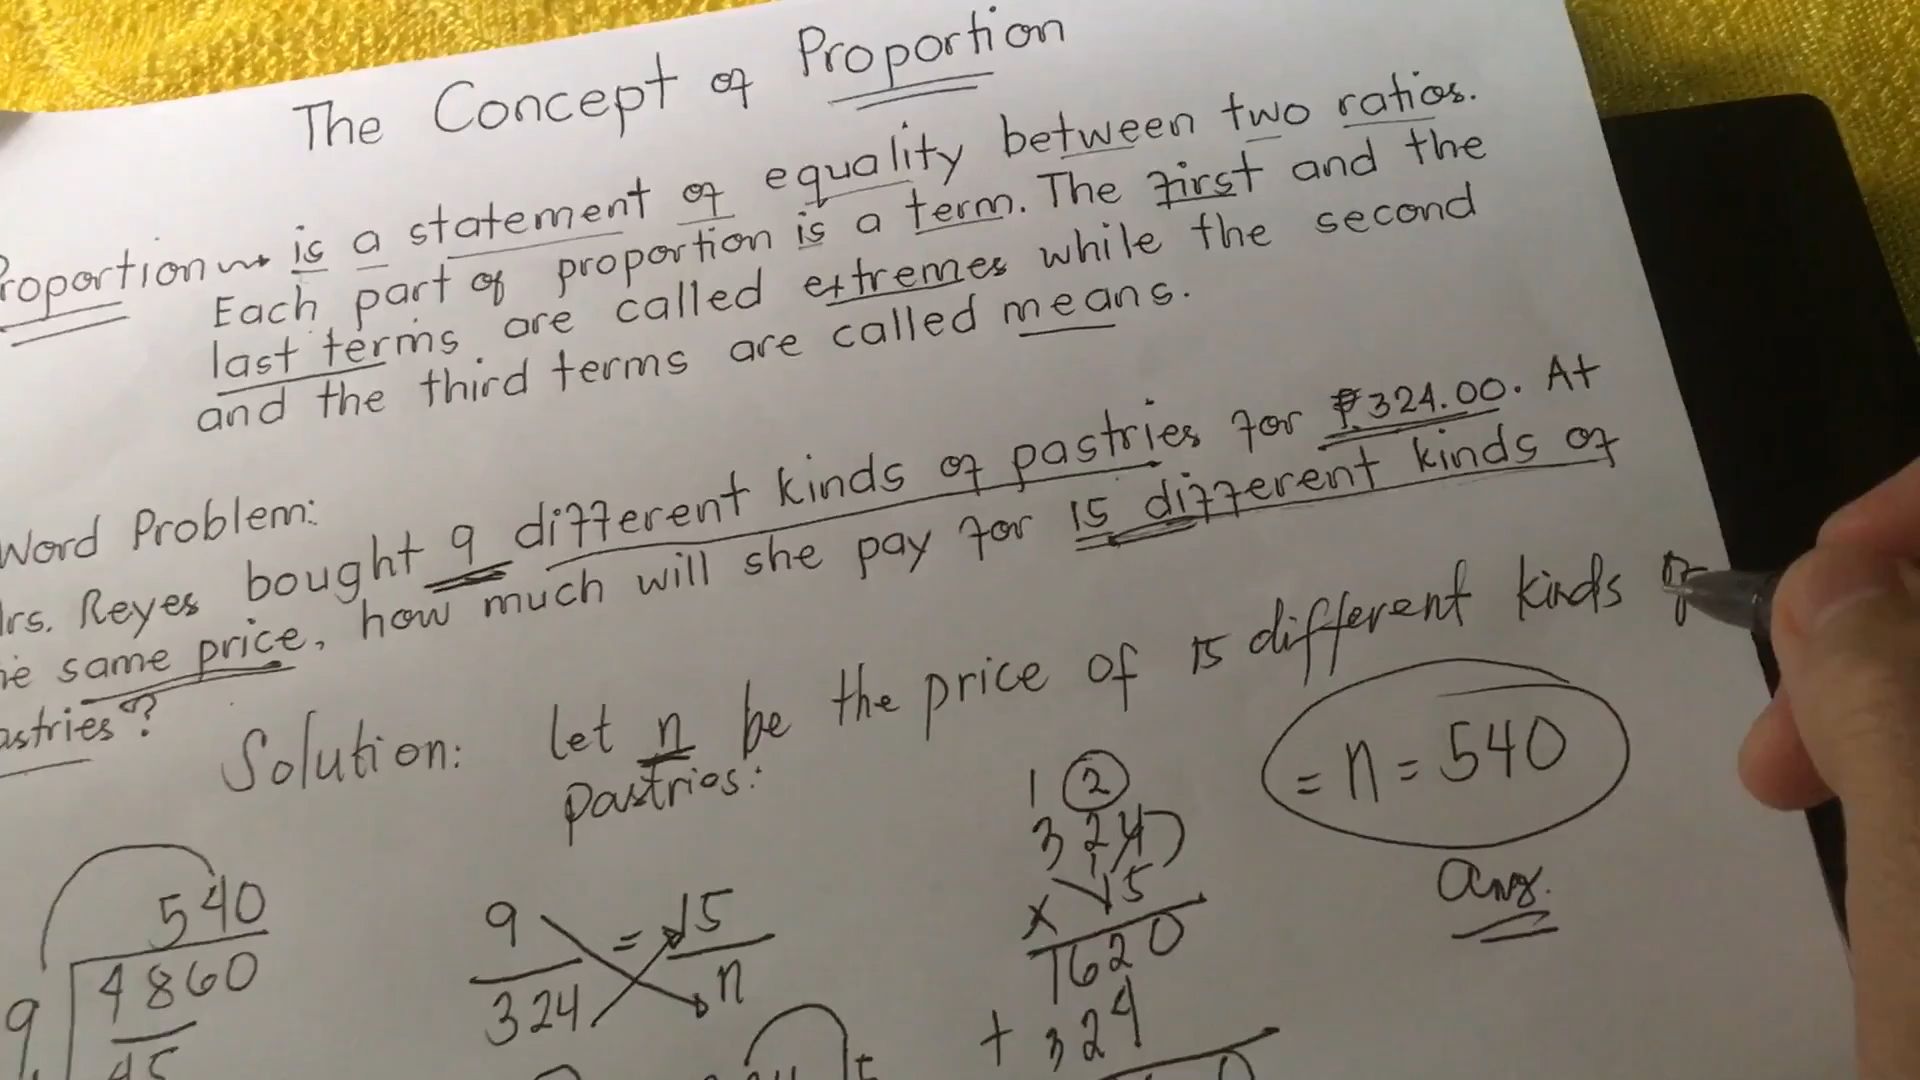 The Concept of Proportion
roportion is a statement of equality between two ratios.
Each part of proportion is a term. The first and the
last terms are called extremes while the second
and the third terms are called means.
Word Problem:
rs. Reyes bought 9 different kinds of pastries for ₱324.00. At
e same price, how much will she pay for 15 different kinds of
astries?
Solution: let n be the price of 15 different kinds of
pastries:
= n = 540
ans.
540
9 4860
45
9 = 15
324 n
1 2
324
x 15
1620
+ 324